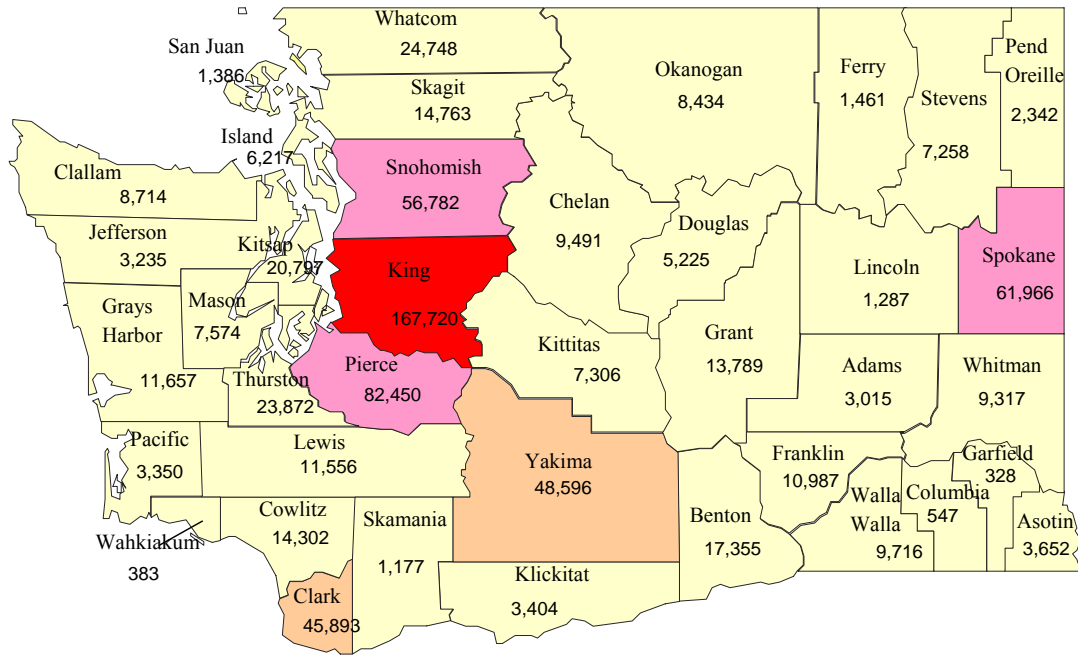 Whatcom
24,748
San Juan
1,386
Skagit
14,763
Island
6,217
Okanogan
8,434
Ferry
1,461
Stevens
7,258
Pend
Oreille
2,342
Clallam
8,714
Snohomish
56,782
Chelan
9,491
Douglas
5,225
Jefferson
3,235
Kitsap
20,797
King
167,720
Lincoln
1,287
Spokane
61,966
Grays
Harbor
11,657
Mason
7,574
Kittitas
7,306
Grant
13,789
Adams
3,015
Whitman
9,317
Thurston
23,872
Pierce
82,450
Pacific
3,350
Lewis
11,556
Yakima
48,596
Franklin
10,987
Garfield
328
Walla
Walla
9,716
Columbia
547
Asotin
3,652
Benton
17,355
Wahkiakum
383
Cowlitz
14,302
Skamania
1,177
Klickitat
3,404
Clark
45,893